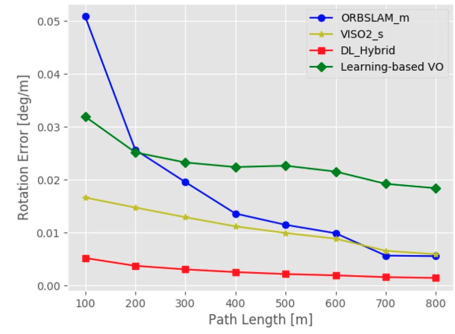 ORBSLAM_m
VISO2_s
DL_Hybrid
Learning-based VO
Rotation Error [deg/m]
0.05
0.04
0.03
0.02
0.01
0.00
100 200 300 400 500 600 700 800
Path Length [m]